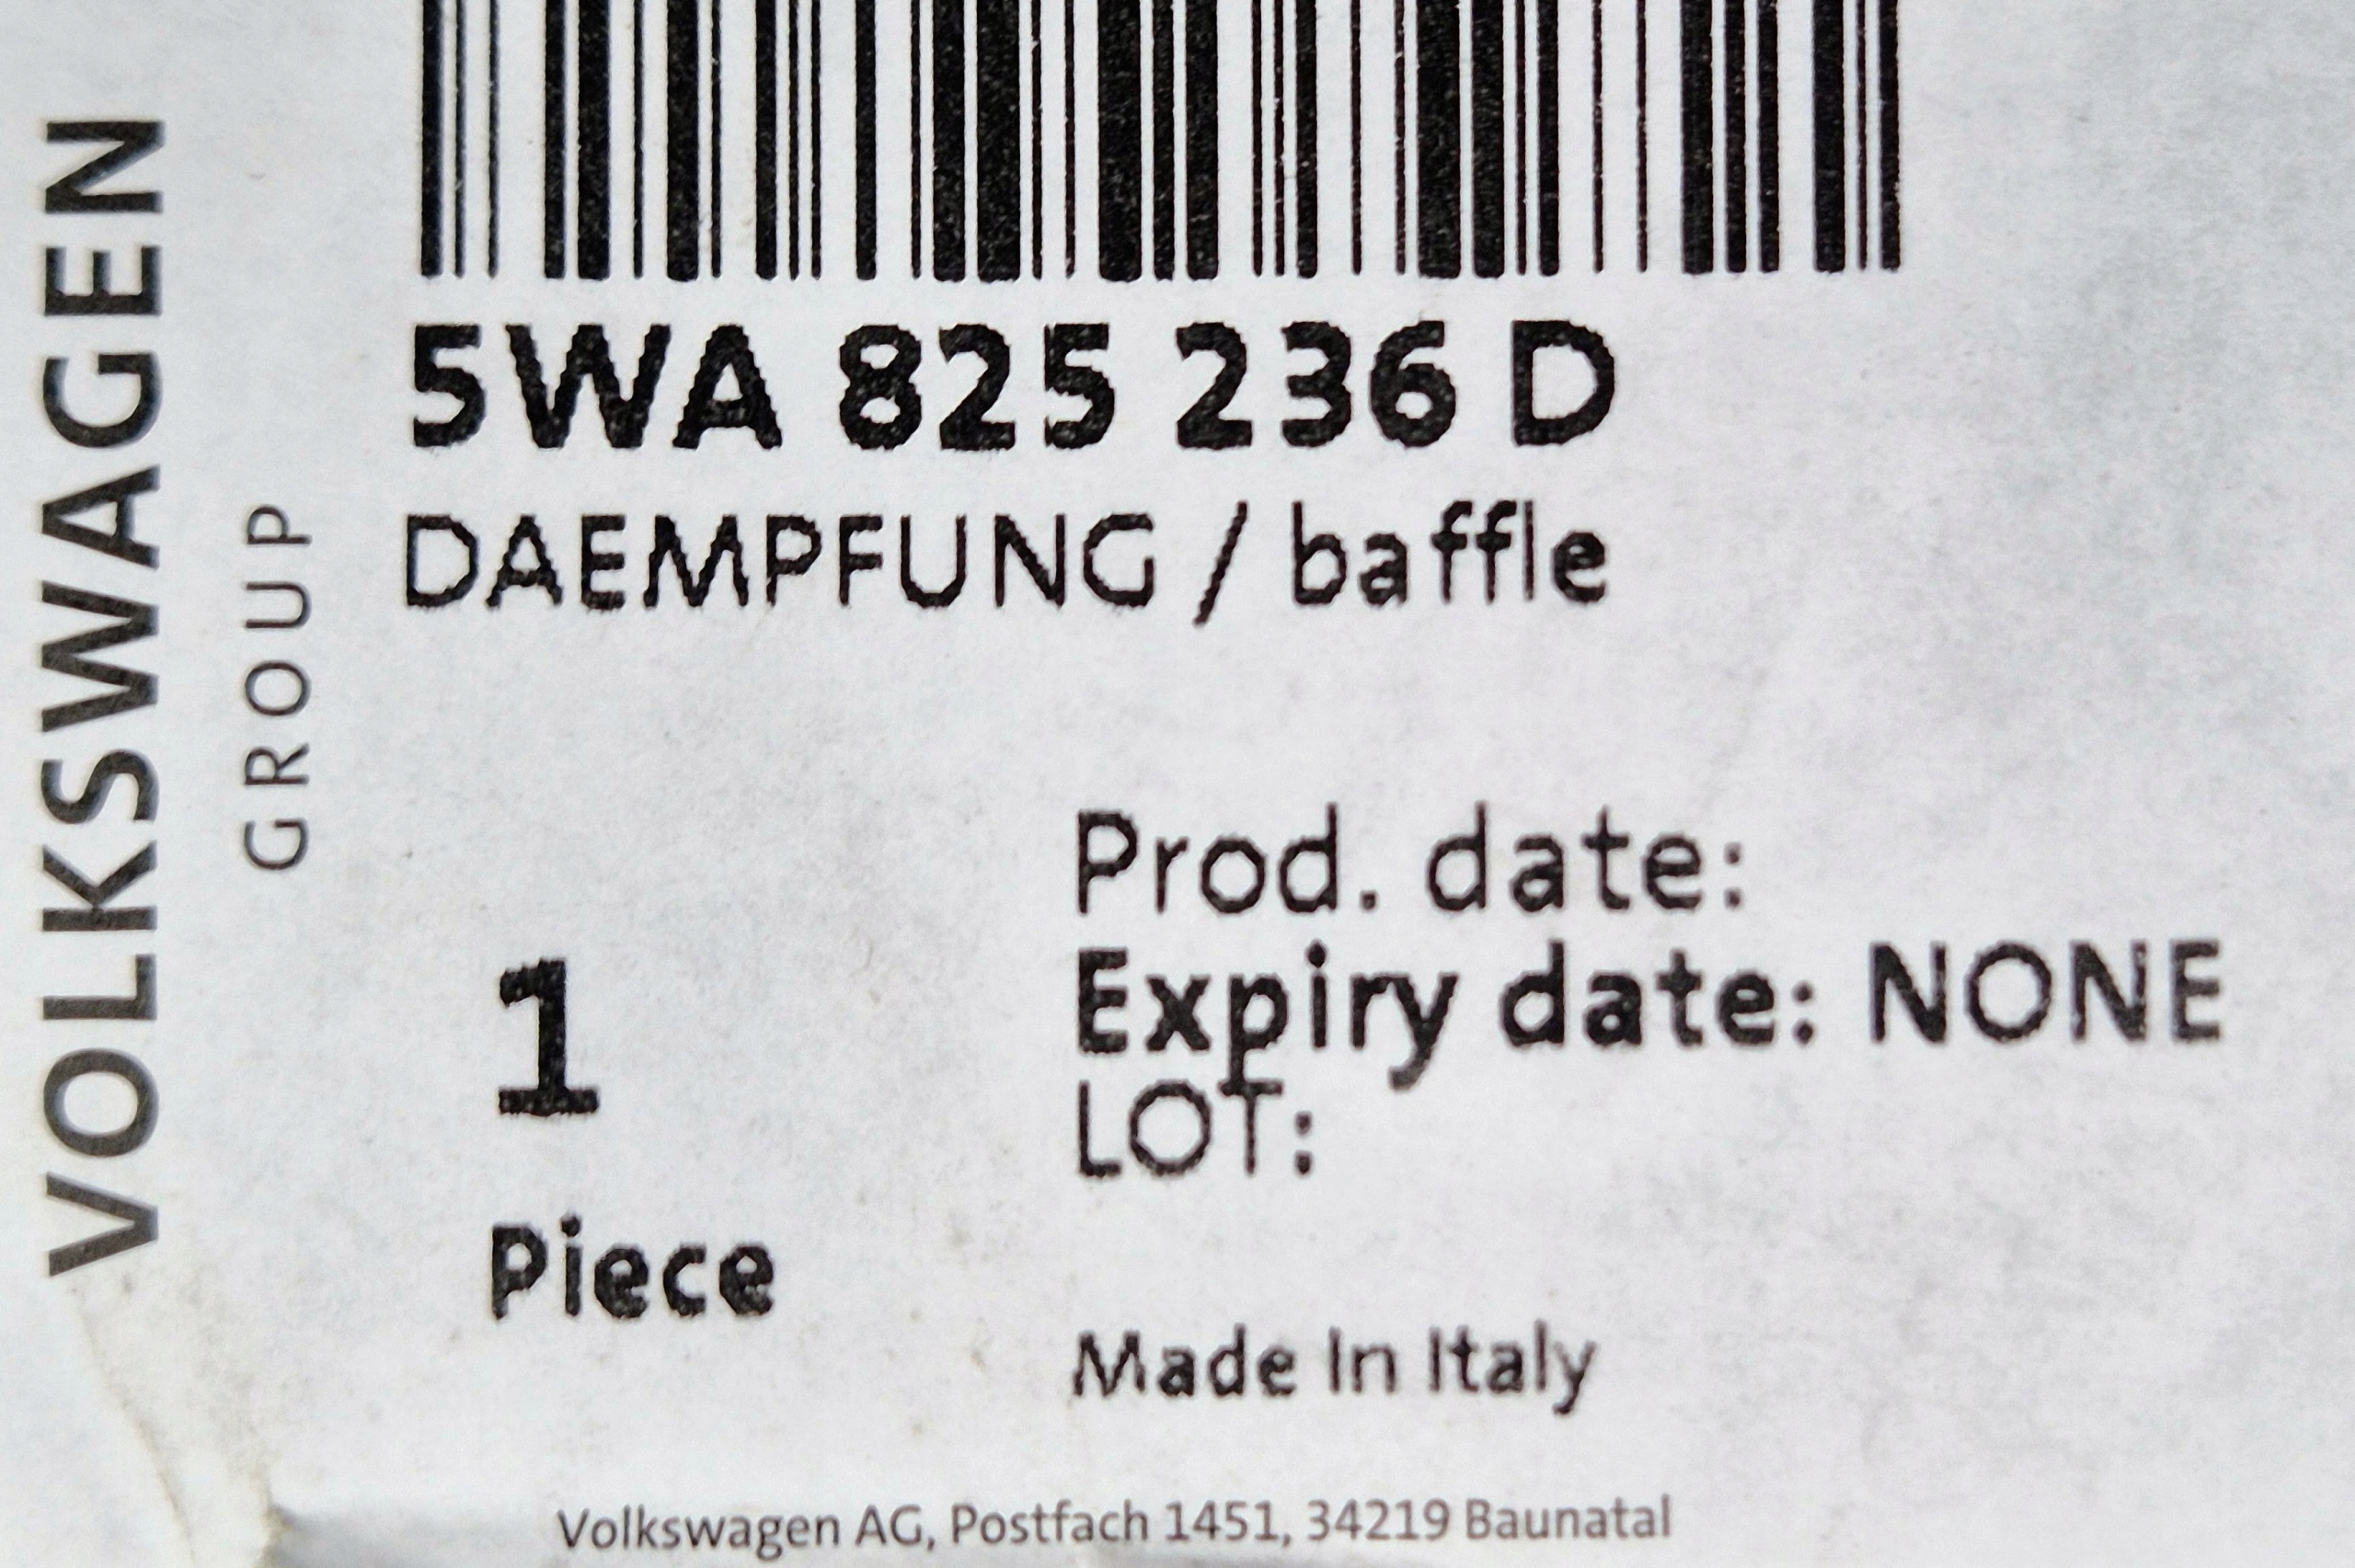 VOLKSWAGEN
GROUP
5WA 825 236 D
DAEMPFUNG / baffle
Prod. date:
Expiry date: NONE
LOT:
1
Piece
Made In Italy
Volkswagen AG, Postfach 1451, 34219 Baunatal